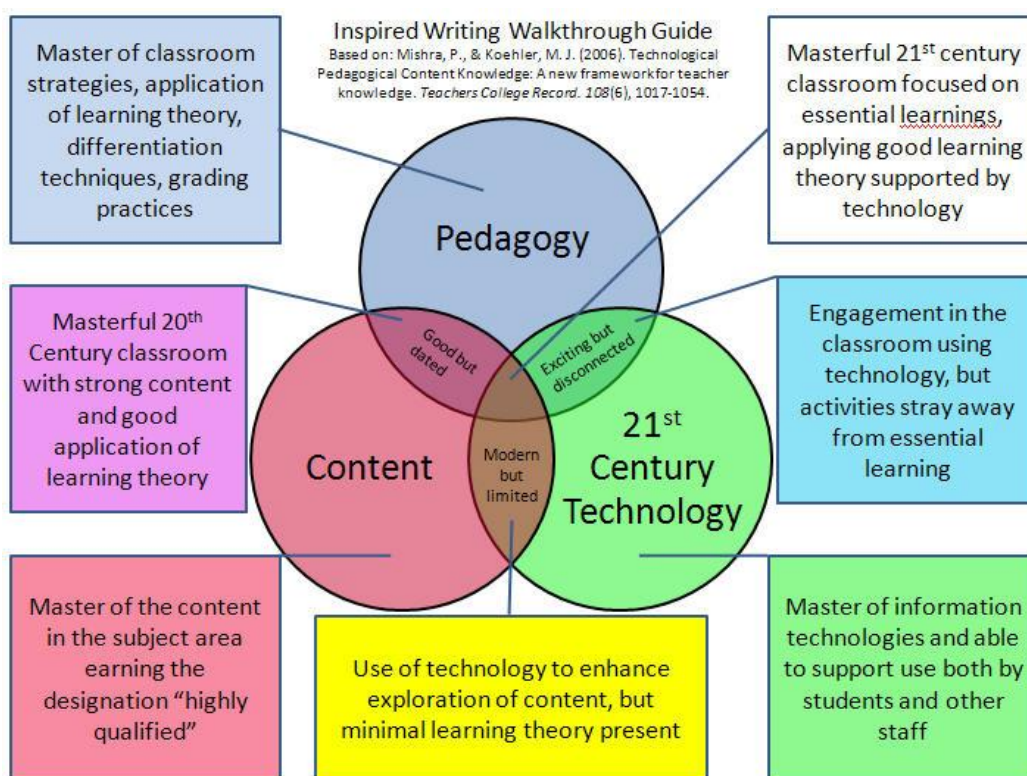 Inspired Writing Walkthrough Guide
Based on: Mishra, P., & Koehler, M. J. (2006). Technological
Pedagogical Content Knowledge: A new framework for teacher
knowledge. Teachers College Record. 108(6), 1017-1054.
Master of classroom
strategies, application
of learning theory,
differentiation
techniques, grading
practices
Masterful 21st century
classroom focused on
essential learnings,
applying good learning
theory supported by
technology
Pedagogy
Masterful 20th
Century classroom
with strong content
and good
application of
learning theory
Good but
dated
Exciting but
disconnected
Engagement in the
classroom using
technology, but
activities stray away
from essential
learning
Content
Modern
but
limited
21st
Century
Technology
Master of the content
in the subject area
earning the
designation “highly
qualified”
Use of technology to enhance
exploration of content, but
minimal learning theory present
Master of information
technologies and able
to support use both by
students and other
staff